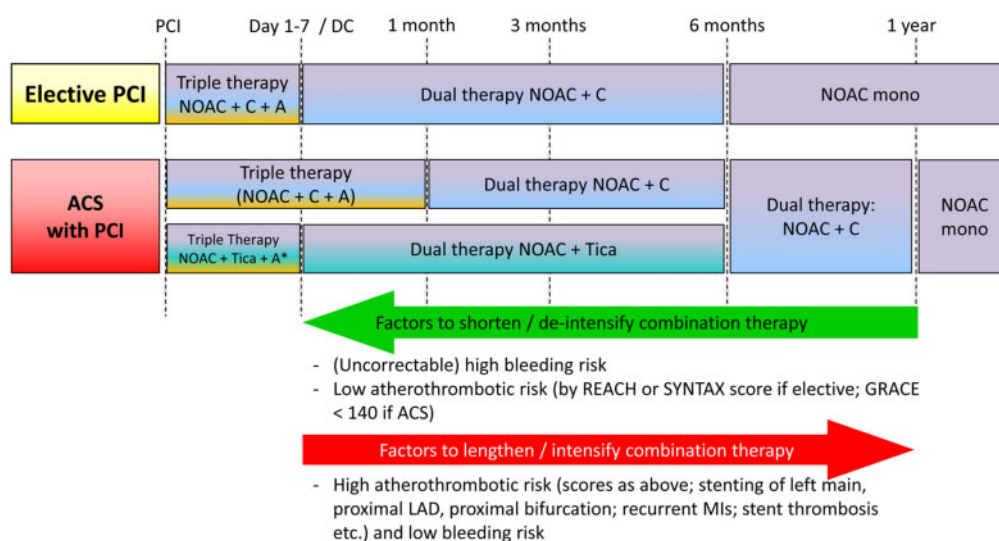 PCI Day 1-7 / DC 1 month 3 months 6 months 1 year
Elective PCI
Triple therapy
NOAC + C + A
Dual therapy NOAC + C
NOAC mono
ACS
with PCI
Triple therapy
(NOAC + C + A)
Dual therapy NOAC + C
Triple Therapy
NOAC + Tica + A*
Dual therapy NOAC + Tica
Dual therapy:
NOAC + C
NOAC
mono
Factors to shorten / de-intensify combination therapy
- (Uncorrectable) high bleeding risk
- Low atherothrombotic risk (by REACH or SYNTAX score if elective; GRACE
< 140 if ACS)
Factors to lengthen / intensify combination therapy
- High atherothrombotic risk (scores as above; stenting of left main,
proximal LAD, proximal bifurcation; recurrent MIs; stent thrombosis
etc.) and low bleeding risk